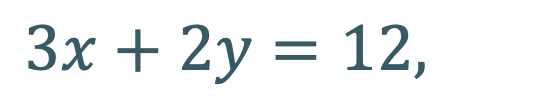 3x + 2y = 12,